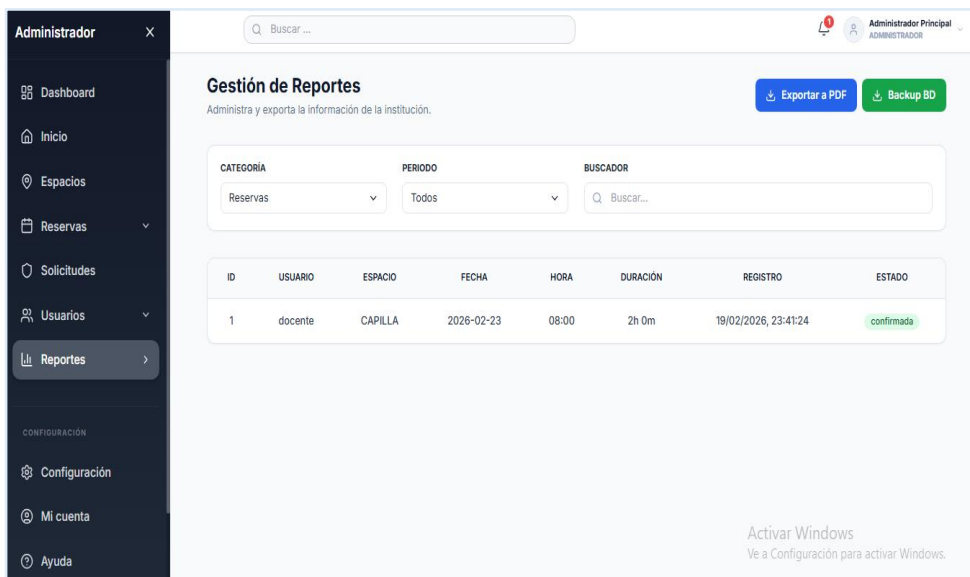 Administrador X
Dashboard
Inicio
Espacios
Reservas
Solicitudes
Usuarios
Reportes
CONFIGURACIÓN
Configuración
Mi cuenta
Ayuda
Buscar ...
1
Administrador Principal
ADMINISTRADOR
Gestión de Reportes
Administra y exporta la información de la institución.
Exportar a PDF
Backup BD
CATEGORÍA PERIODO BUSCADOR
Reservas Todos Buscar...
ID USUARIO ESPACIO FECHA HORA DURACIÓN REGISTRO ESTADO
1 docente CAPILLA 2026-02-23 08:00 2h 0m 19/02/2026, 23:41:24 confirmada
Activar Windows
Ve a Configuración para activar Windows.